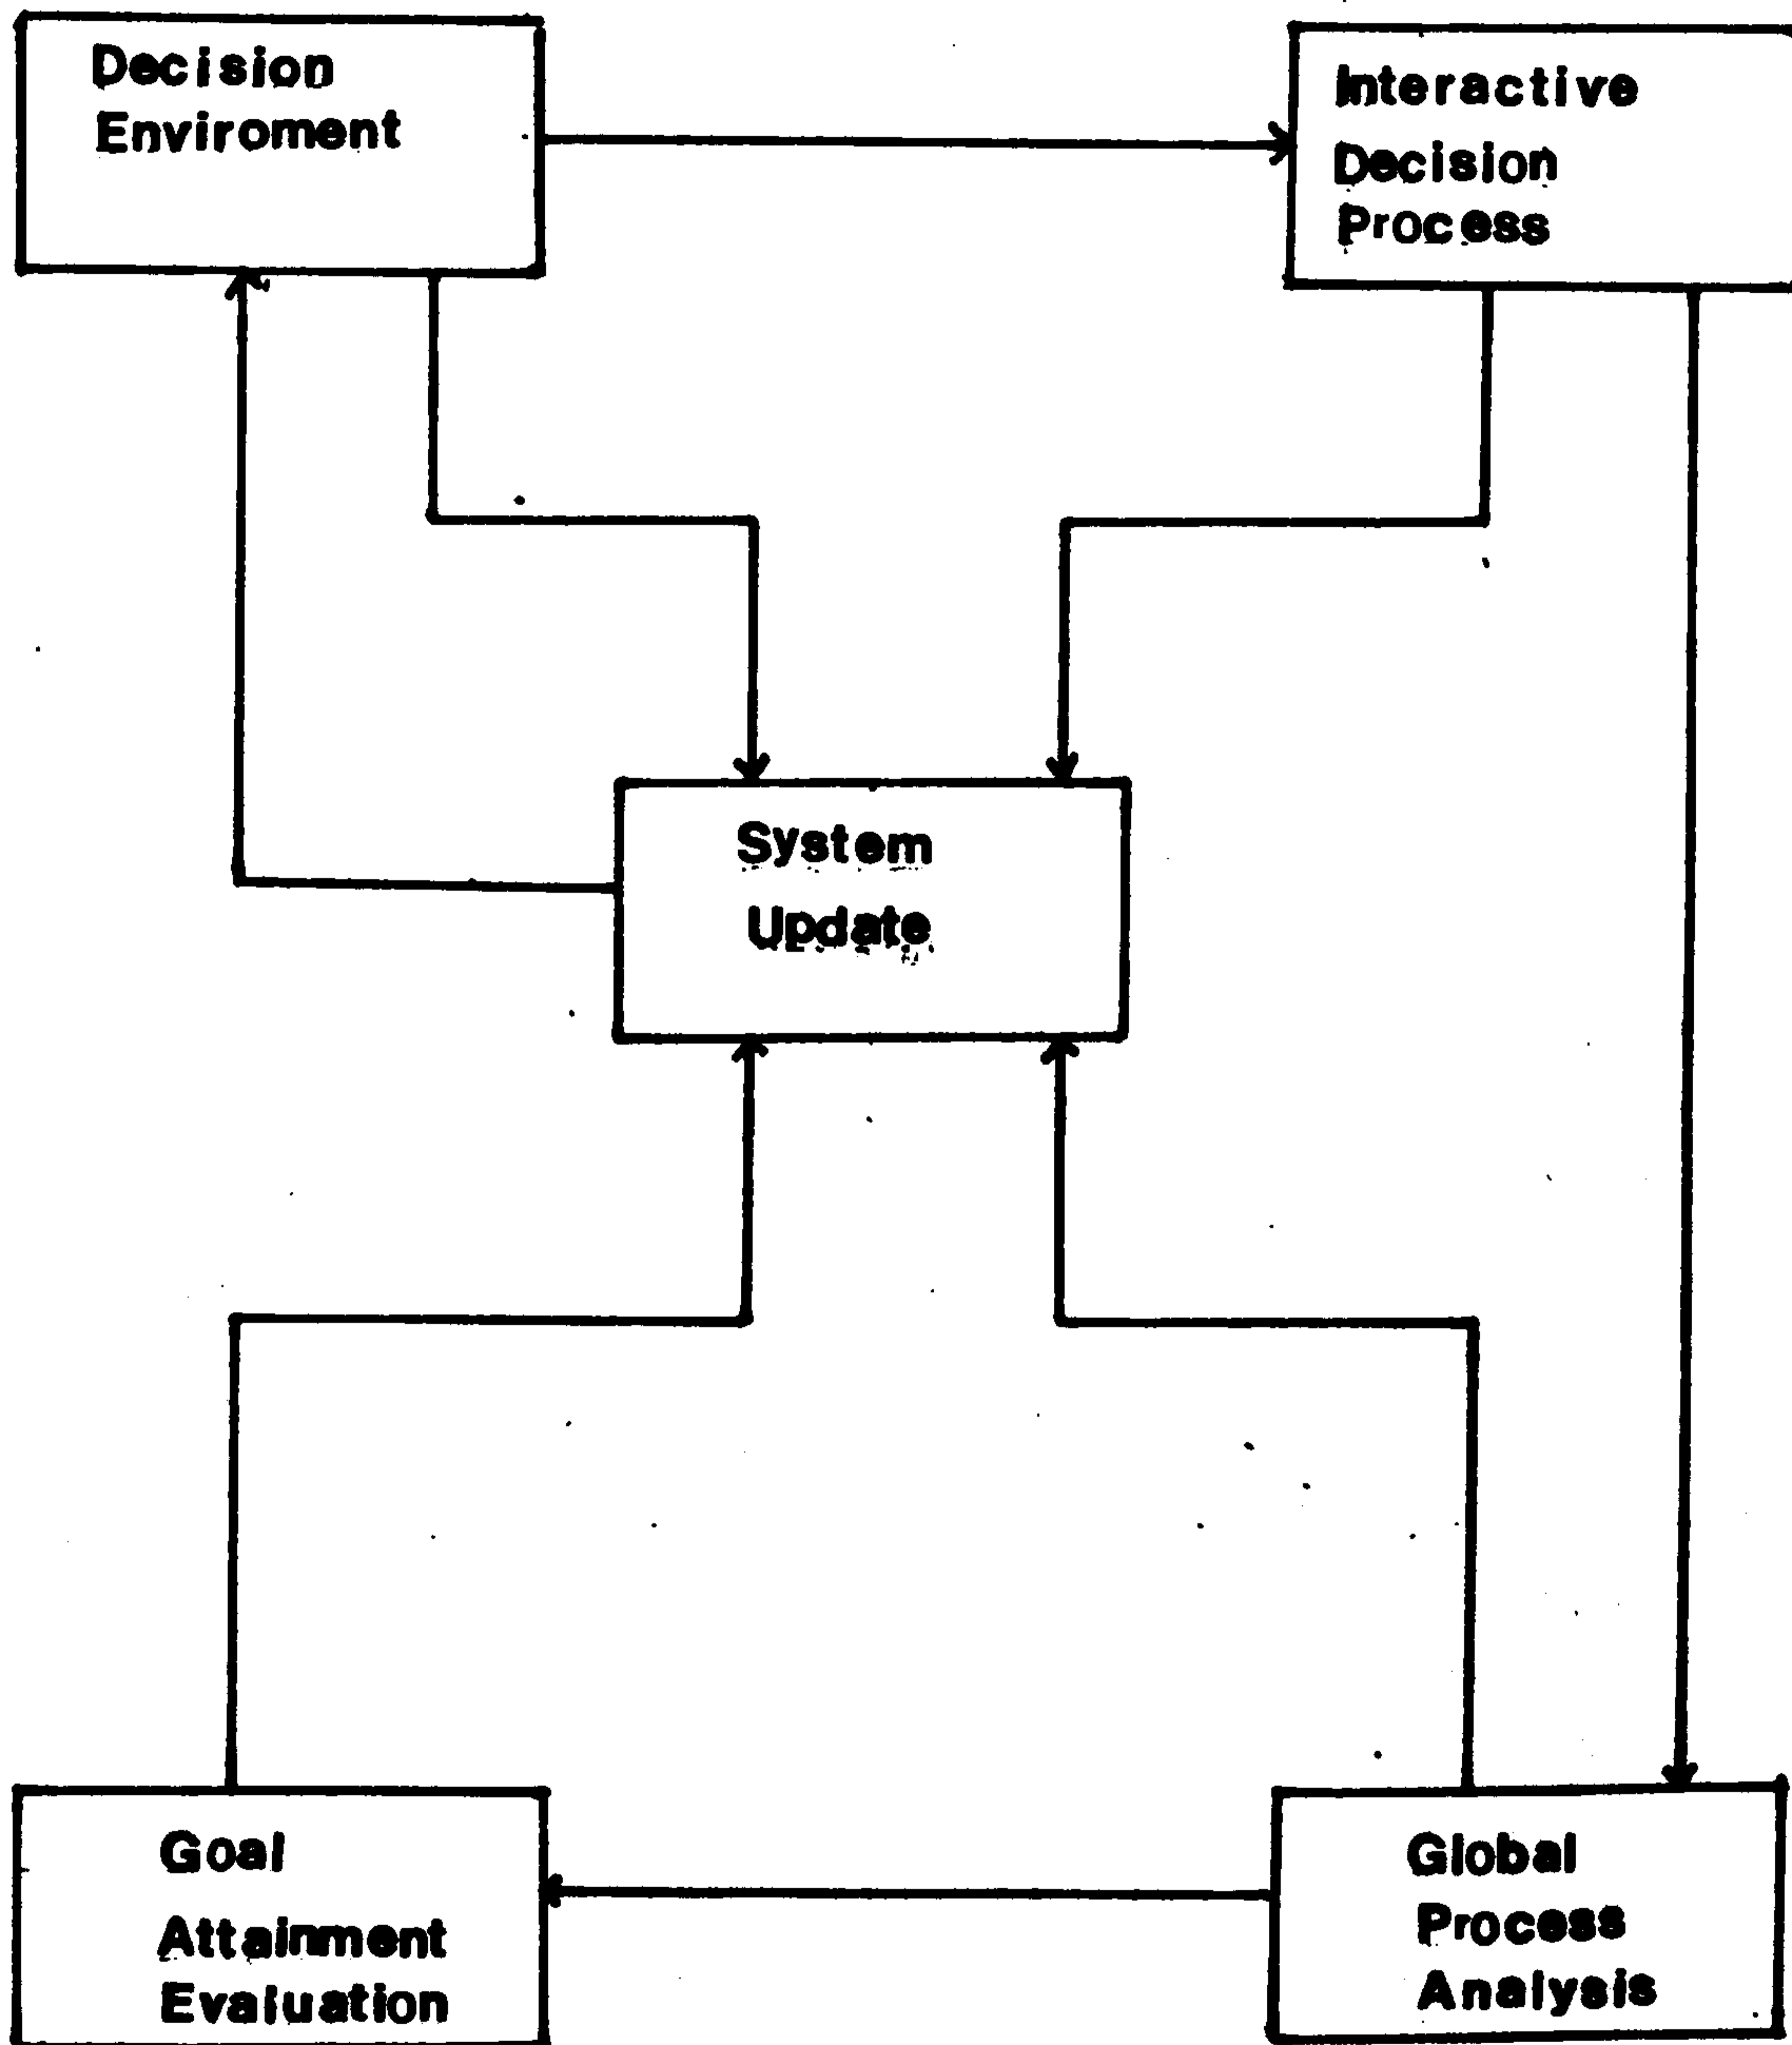 Decision
Enviroment
Interactive
Decision
Process
System
Update
Goal
Attainment
Evaluation
Global
Process
Analysis